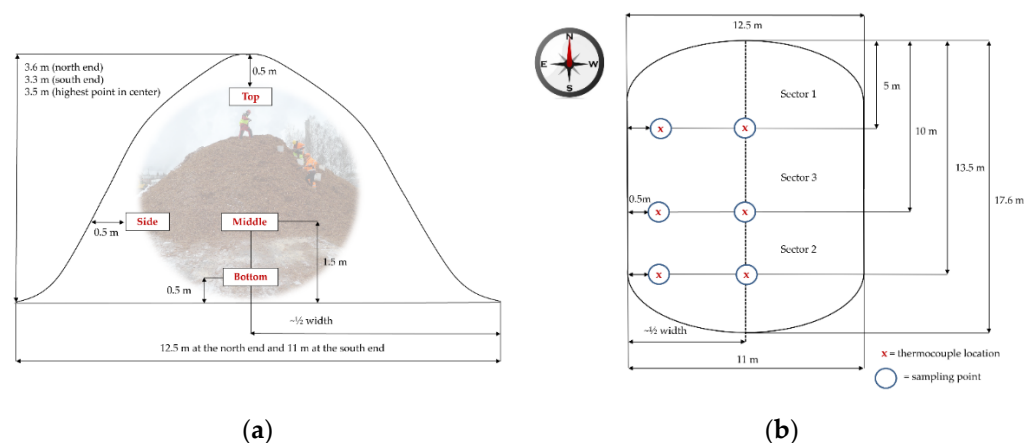 3.6 m (north end)
3.3 m (south end)
3.5 m (highest point in center)
0.5 m
Top
Side
Middle
0.5 m
1.5 m
Bottom
0.5 m
~½ width
12.5 m at the north end and 11 m at the south end
(a)
12.5 m
N
E
W
S
Sector 1
5 m
x
x
10 m
13.5 m
Sector 3
17.6 m
0.5m
x
x
Sector 2
x
x
~½ width
11 m
x = thermocouple location
= sampling point
(b)